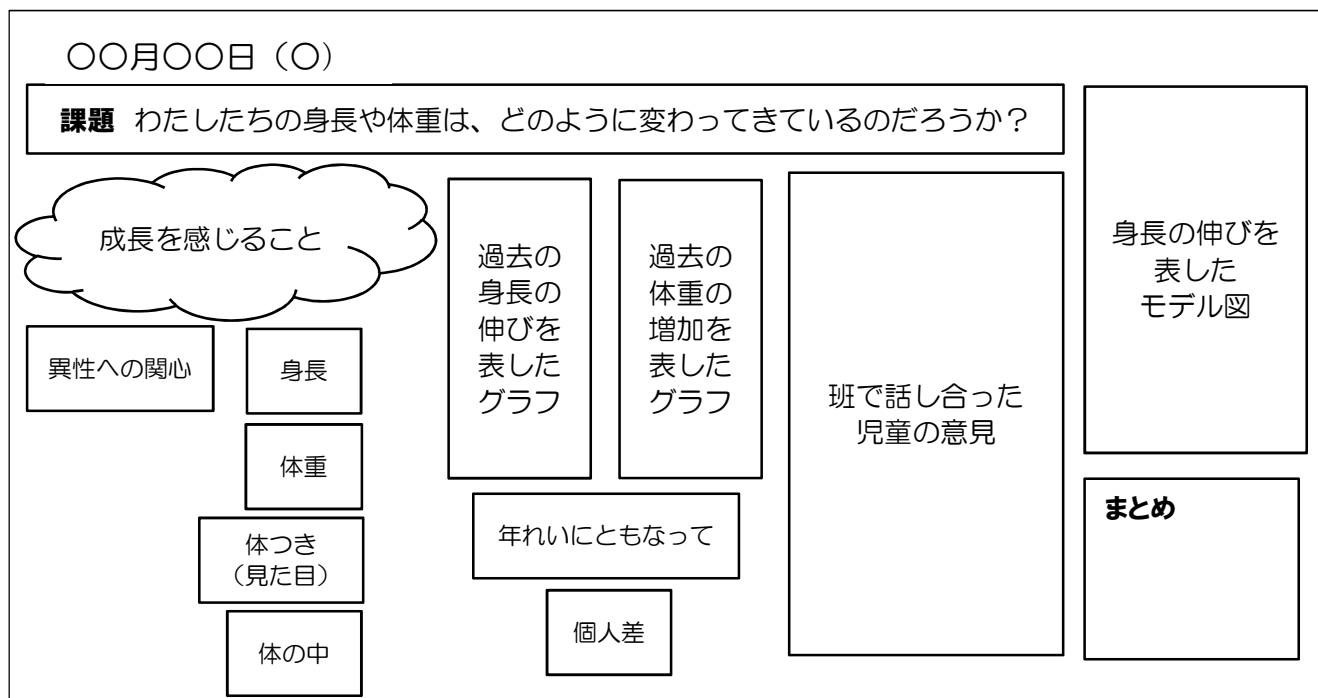 〇〇月〇〇日（〇）
課題 わたしたちの身長や体重は、どのように変わってきているのだろうか？
成長を感じること
異性への関心
身長
体重
体つき
（見た目）
体の中
過去の
身長の
伸びを
表した
グラフ
過去の
体重の
増加を
表した
グラフ
年れいにともなって
個人差
班で話し合った
児童の意見
身長の伸びを
表した
モデル図
まとめ